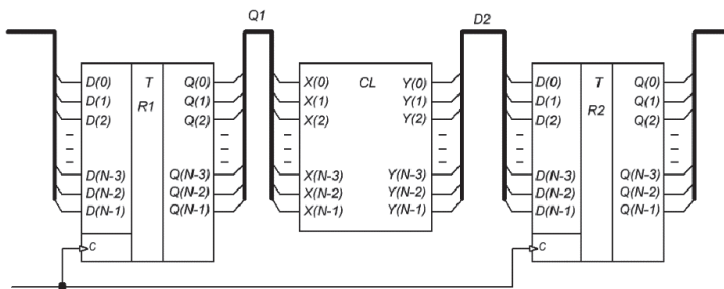 Q1 D2
D(0) T Q(0) X(0) CL Y(0) D(0) T Q(0)
D(1) R1 Q(1) X(1) Y(1) D(1) R2 Q(1)
D(2) Q(2) X(2) Y(2) D(2) Q(2)
D(N-3) Q(N-3) X(N-3) Y(N-3) D(N-3) Q(N-3)
D(N-2) Q(N-2) X(N-2) Y(N-2) D(N-2) Q(N-2)
D(N-1) Q(N-1) X(N-1) Y(N-1) D(N-1) Q(N-1)
C C